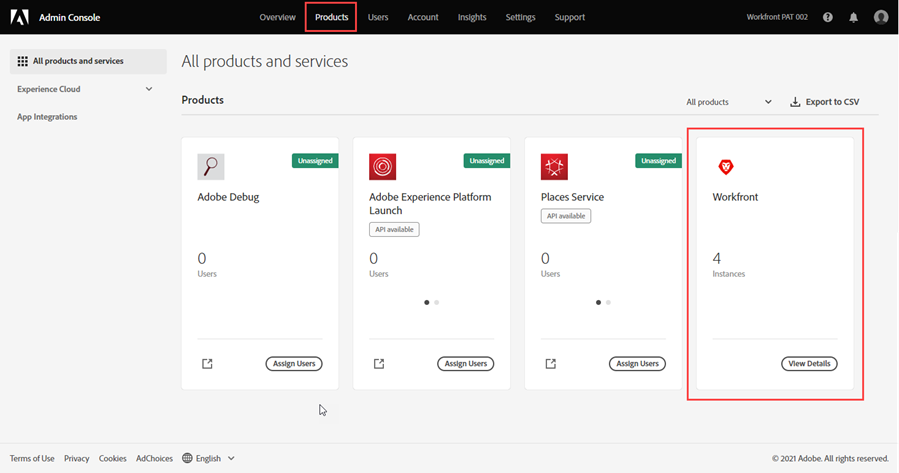 Admin Console
Overview Products Users Account Insights Settings Support
Workfront PAT 002
All products and services
Experience Cloud
App Integrations
All products and services
Products
All products
Export to CSV
Unassigned
Adobe Debug
0
Users
Assign Users
Unassigned
Adobe Experience Platform
Launch
API available
0
Users
Assign Users
Unassigned
Places Service
API available
0
Users
Assign Users
Workfront
4
Instances
View Details
Terms of Use Privacy Cookies AdChoices English
© 2021 Adobe. All rights reserved.